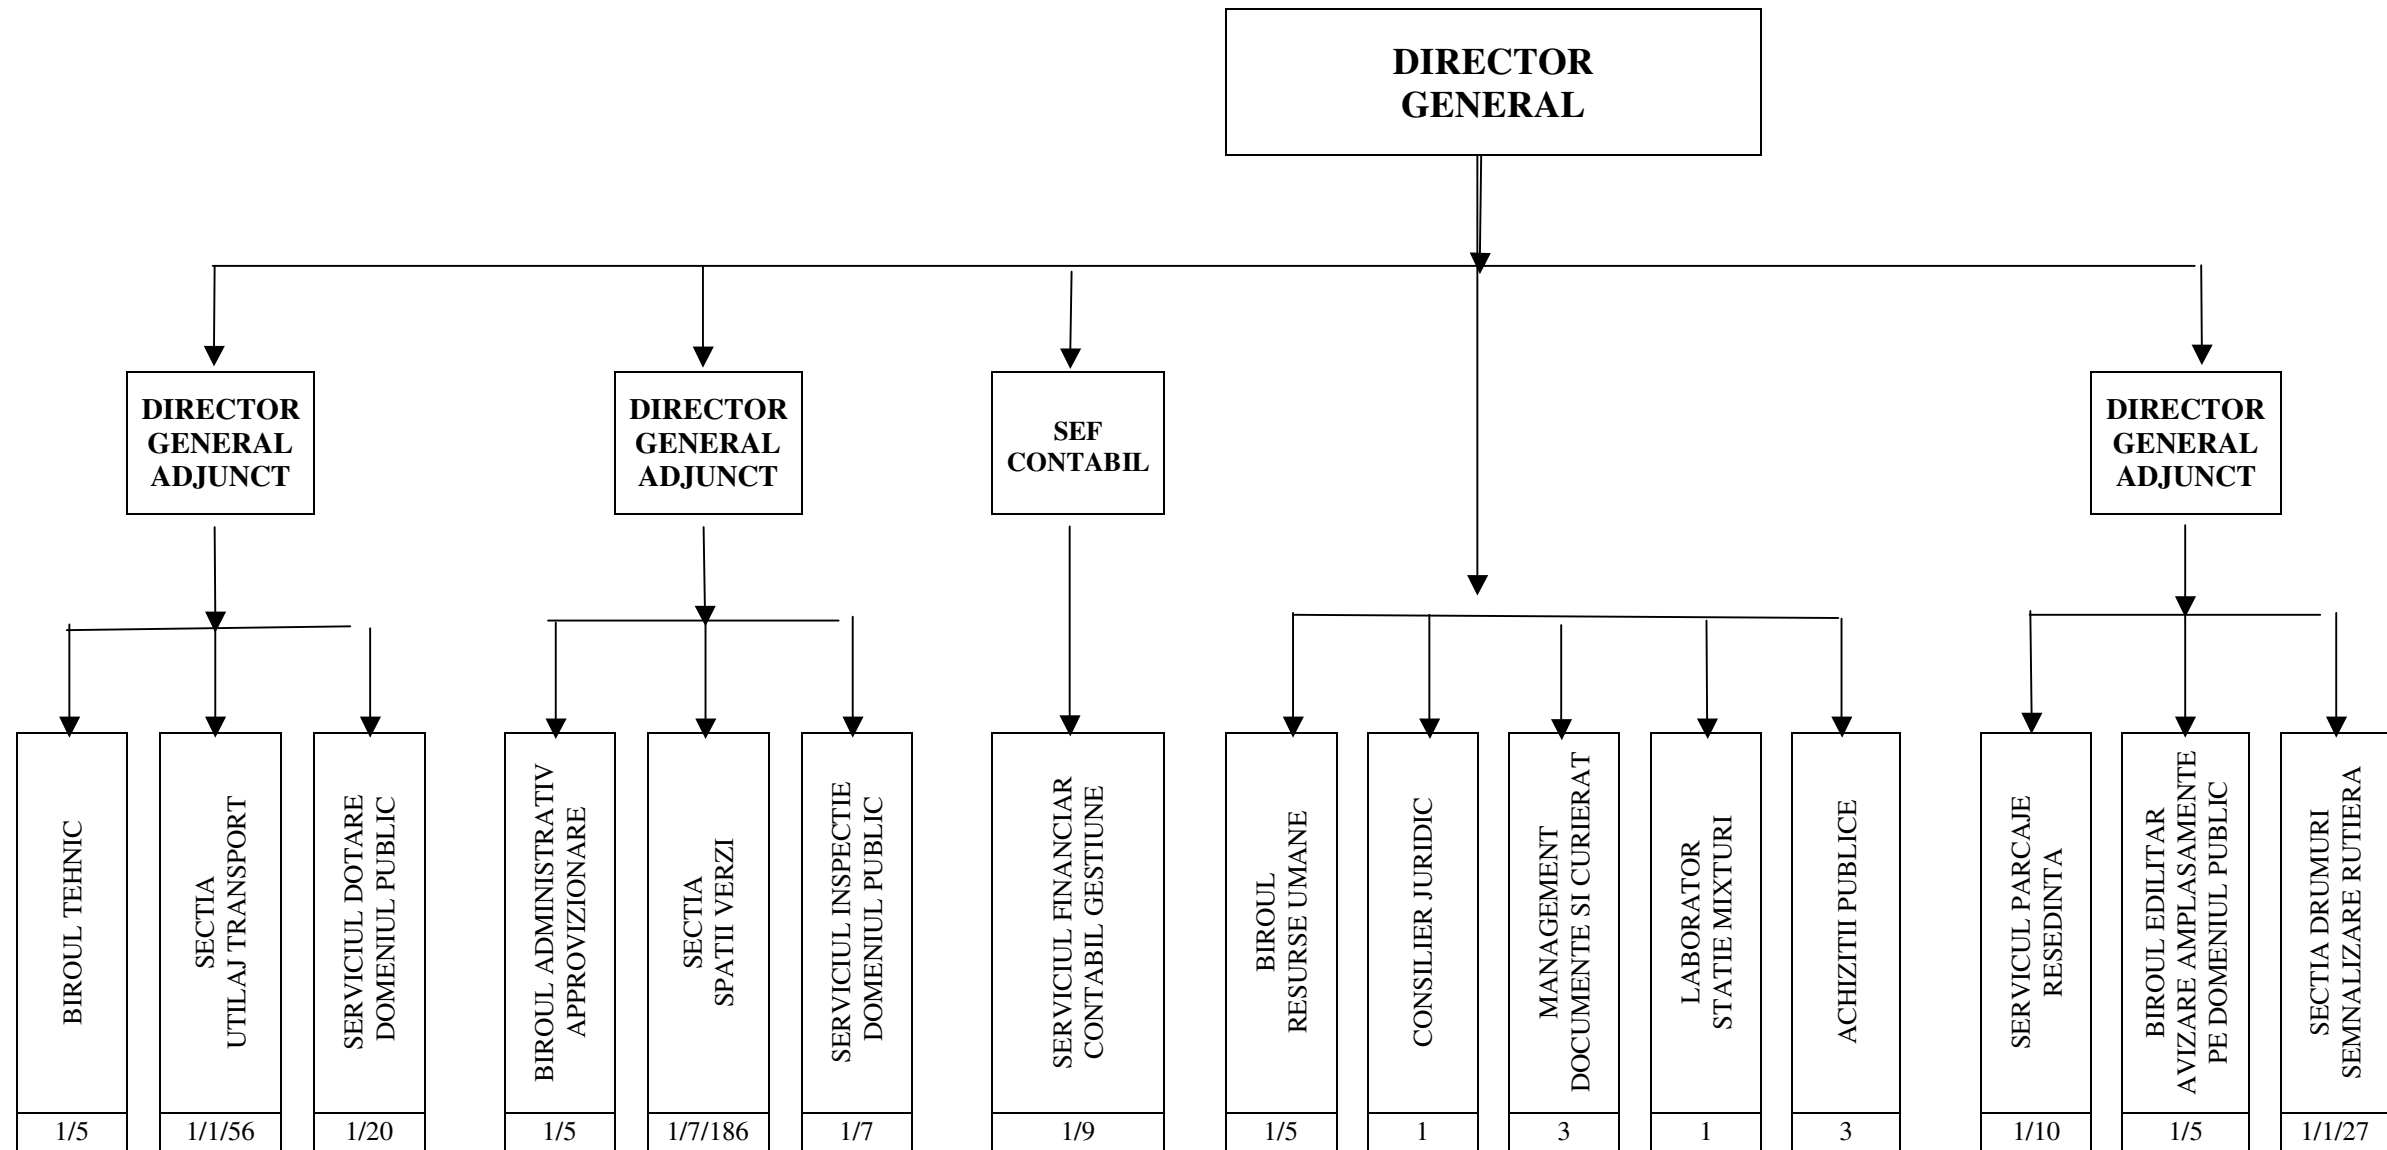 DIRECTOR
GENERAL
DIRECTOR
GENERAL
ADJUNCT
DIRECTOR
GENERAL
ADJUNCT
SEF
CONTABIL
DIRECTOR
GENERAL
ADJUNCT
BIROUL TEHNIC
SECTIA
UTILAJ TRANSPORT
SERVICIUL DOTARE
DOMENIUL PUBLIC
BIROUL ADMINISTRATIV
APPROVIZIONARE
SECTIA
SPATII VERZI
SERVICIUL INSPECTIE
DOMENIUL PUBLIC
SERVICIUL FINANCIAR
CONTABIL GESTIUNE
BIROUL
RESURSE UMANE
CONSILIER JURIDIC
MANAGEMENT
DOCUMENTE SI CURIERAT
LABORATOR
STATIE MIXTURI
ACHIZITII PUBLICE
SERVICUL PARCAJE
RESEDINTA
BIROUL EDILITAR
AVIZARE AMPLASAMENTE
PE DOMENIUL PUBLIC
SECTIA DRUMURI
SEMNALIZARE RUTIERA
1/5
1/1/56
1/20
1/5
1/7/186
1/7
1/9
1/5
1
3
1
3
1/10
1/5
1/1/27